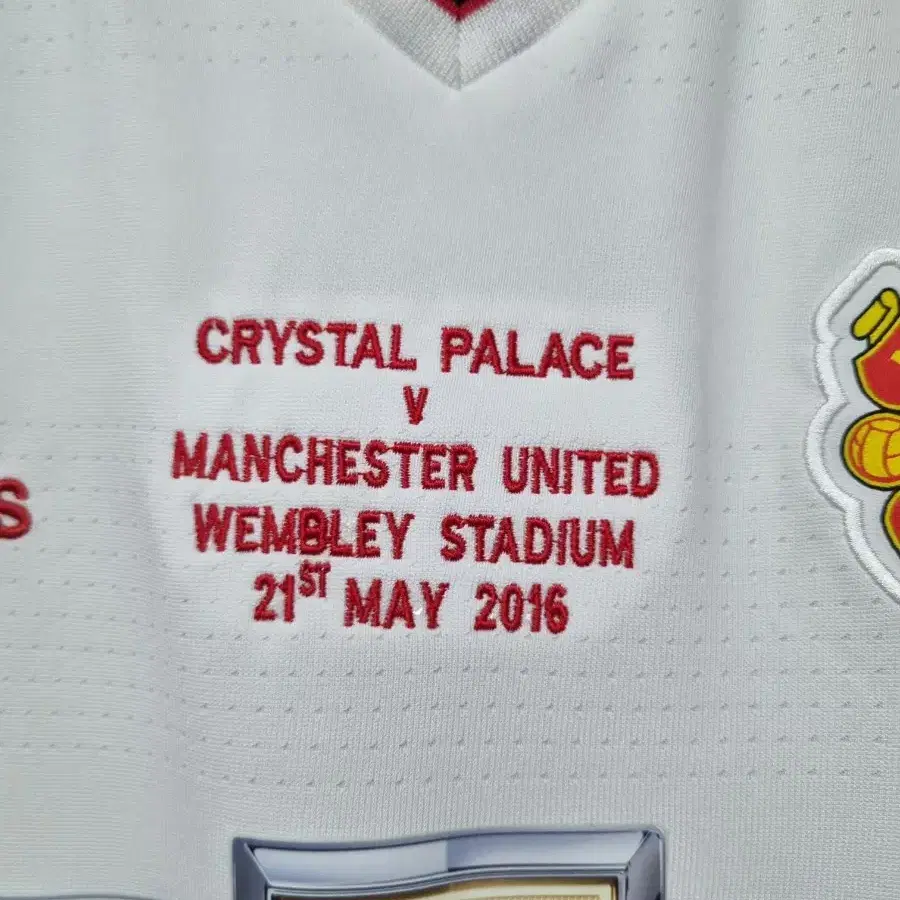 CRYSTAL PALACE
V
MANCHESTER UNITED
WEMBLEY STADIUM
21ST MAY 2016
S